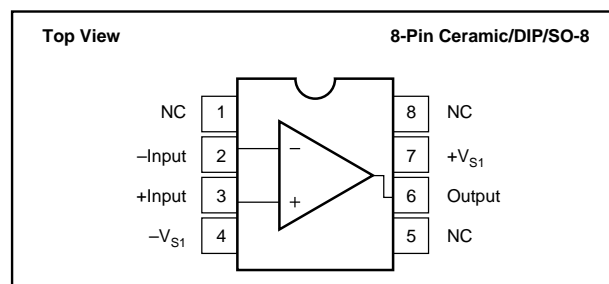 Top View 8-Pin Ceramic/DIP/SO-8
NC 1 8 NC
–Input 2 – 7 +VS1
+Input 3 + 6 Output
–VS1 4 5 NC